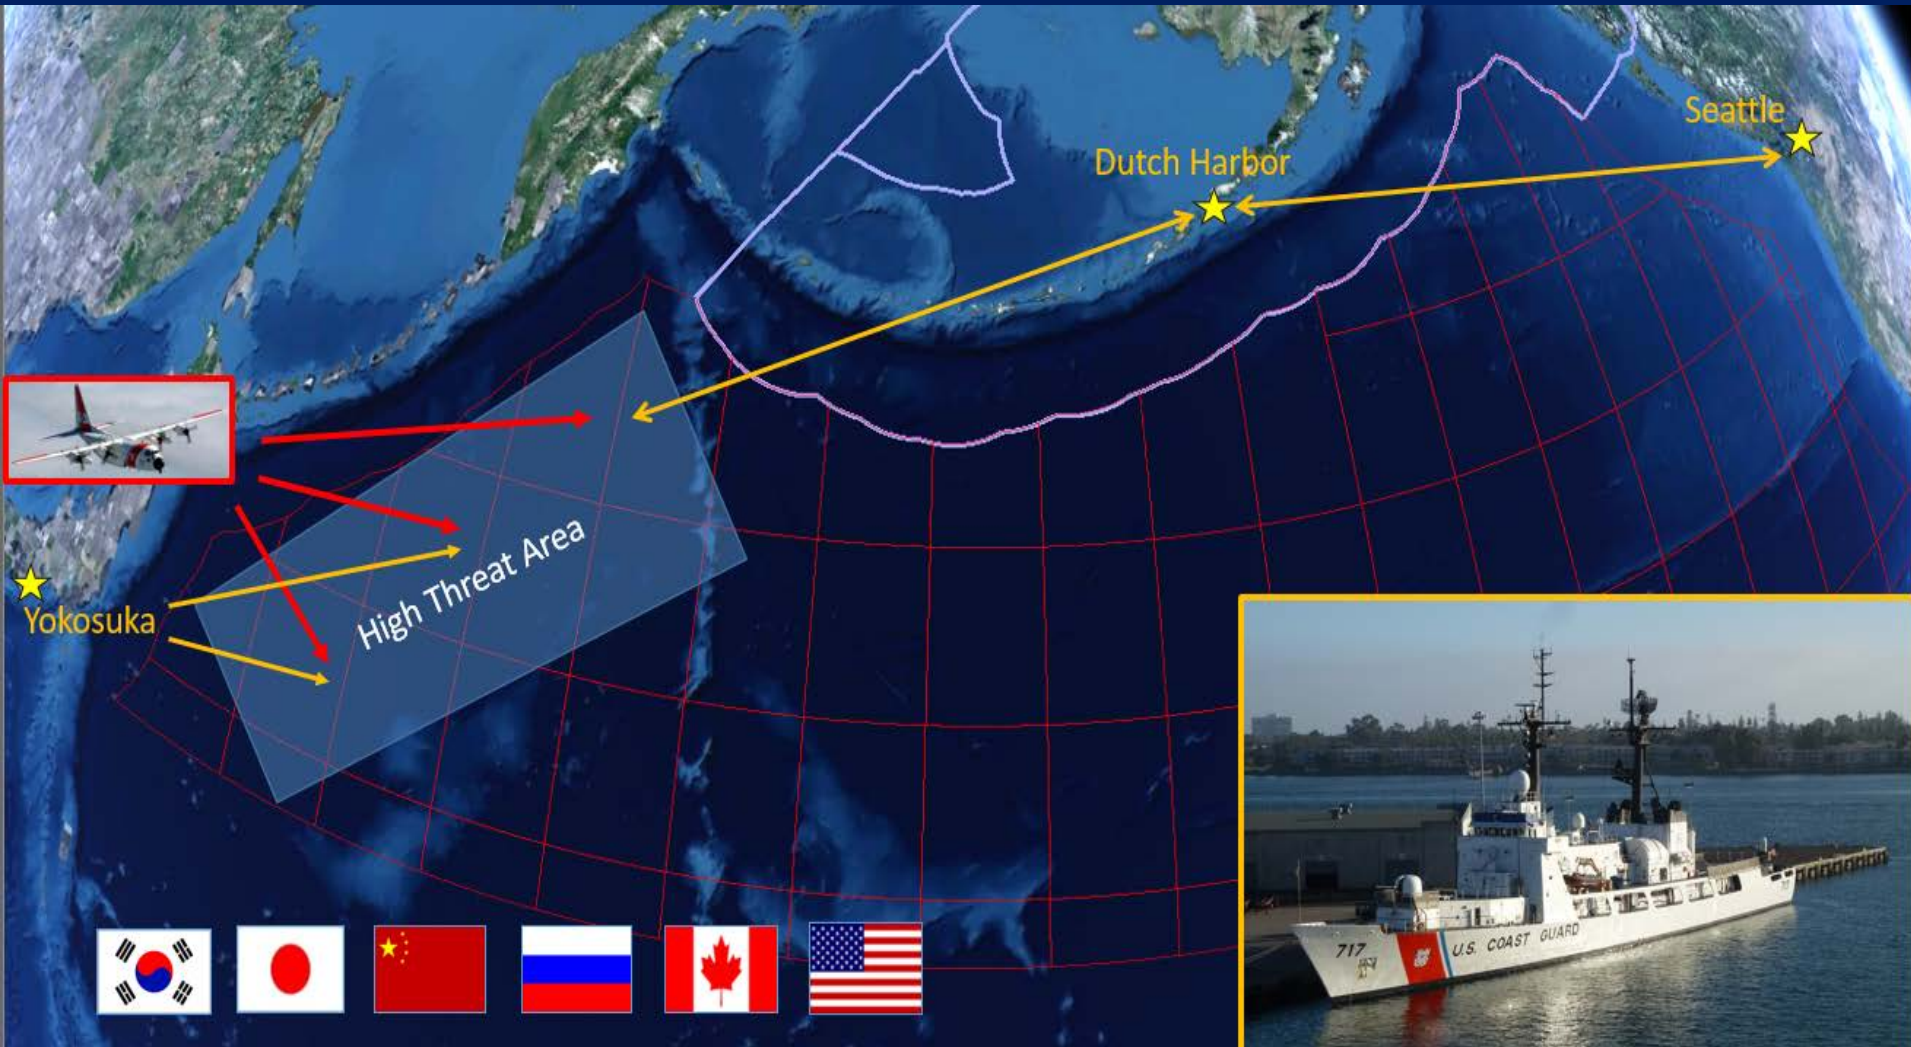 Seattle
Dutch Harbor
High Threat Area
Yokosuka
717
U.S. COAST GUARD